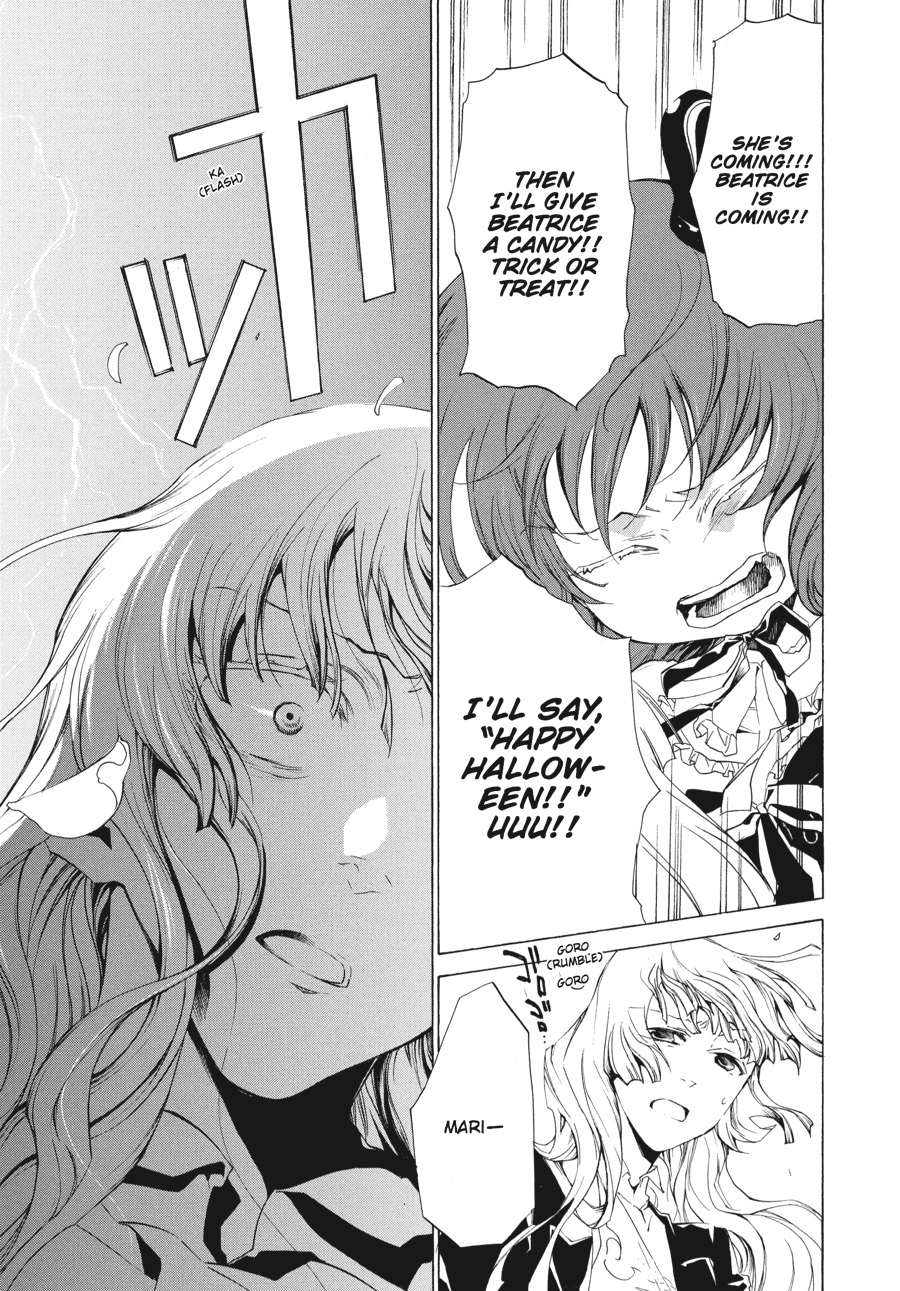 SHE'S
COMING!!!
BEATRICE
IS
COMING!!
THEN
I'LL GIVE
BEATRICE
A CANDY!!
TRICK OR
TREAT!!
I'LL SAY,
"HAPPY
HALLOW-
EEN!!"
UUU!!
GORO
(RUMBLE)
GORO
MARI—
カッ
KA
(FLASH)